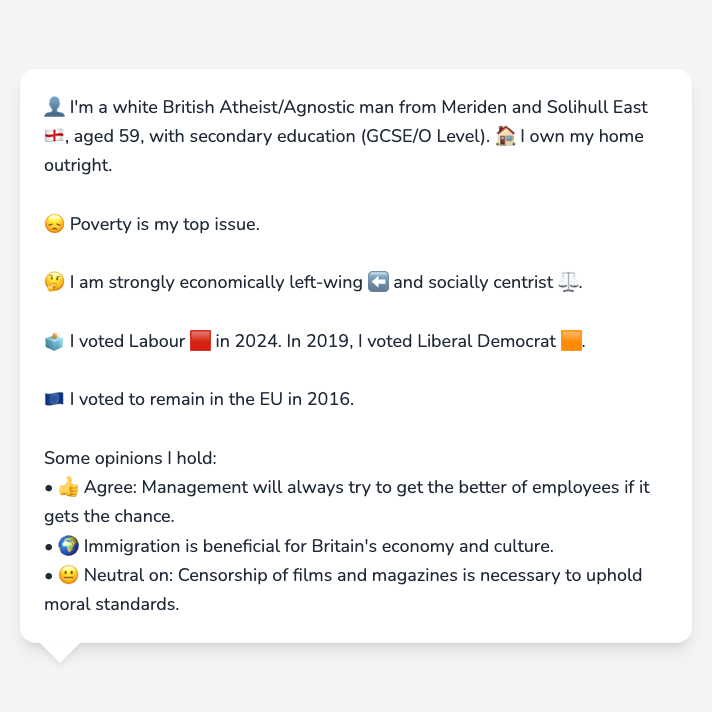 👤 I'm a white British Atheist/Agnostic man from Meriden and Solihull East
🏴󠁧󠁢󠁥󠁮󠁧󠁿, aged 59, with secondary education (GCSE/O Level). 🏠 I own my home
outright.
😞 Poverty is my top issue.
🤔 I am strongly economically left-wing ⬅️ and socially centrist ⚖️.
🗳️ I voted Labour 🟥 in 2024. In 2019, I voted Liberal Democrat 🟧.
🇪🇺 I voted to remain in the EU in 2016.
Some opinions I hold:
• 👍 Agree: Management will always try to get the better of employees if it
gets the chance.
• 🌍 Immigration is beneficial for Britain's economy and culture.
• 😐 Neutral on: Censorship of films and magazines is necessary to uphold
moral standards.